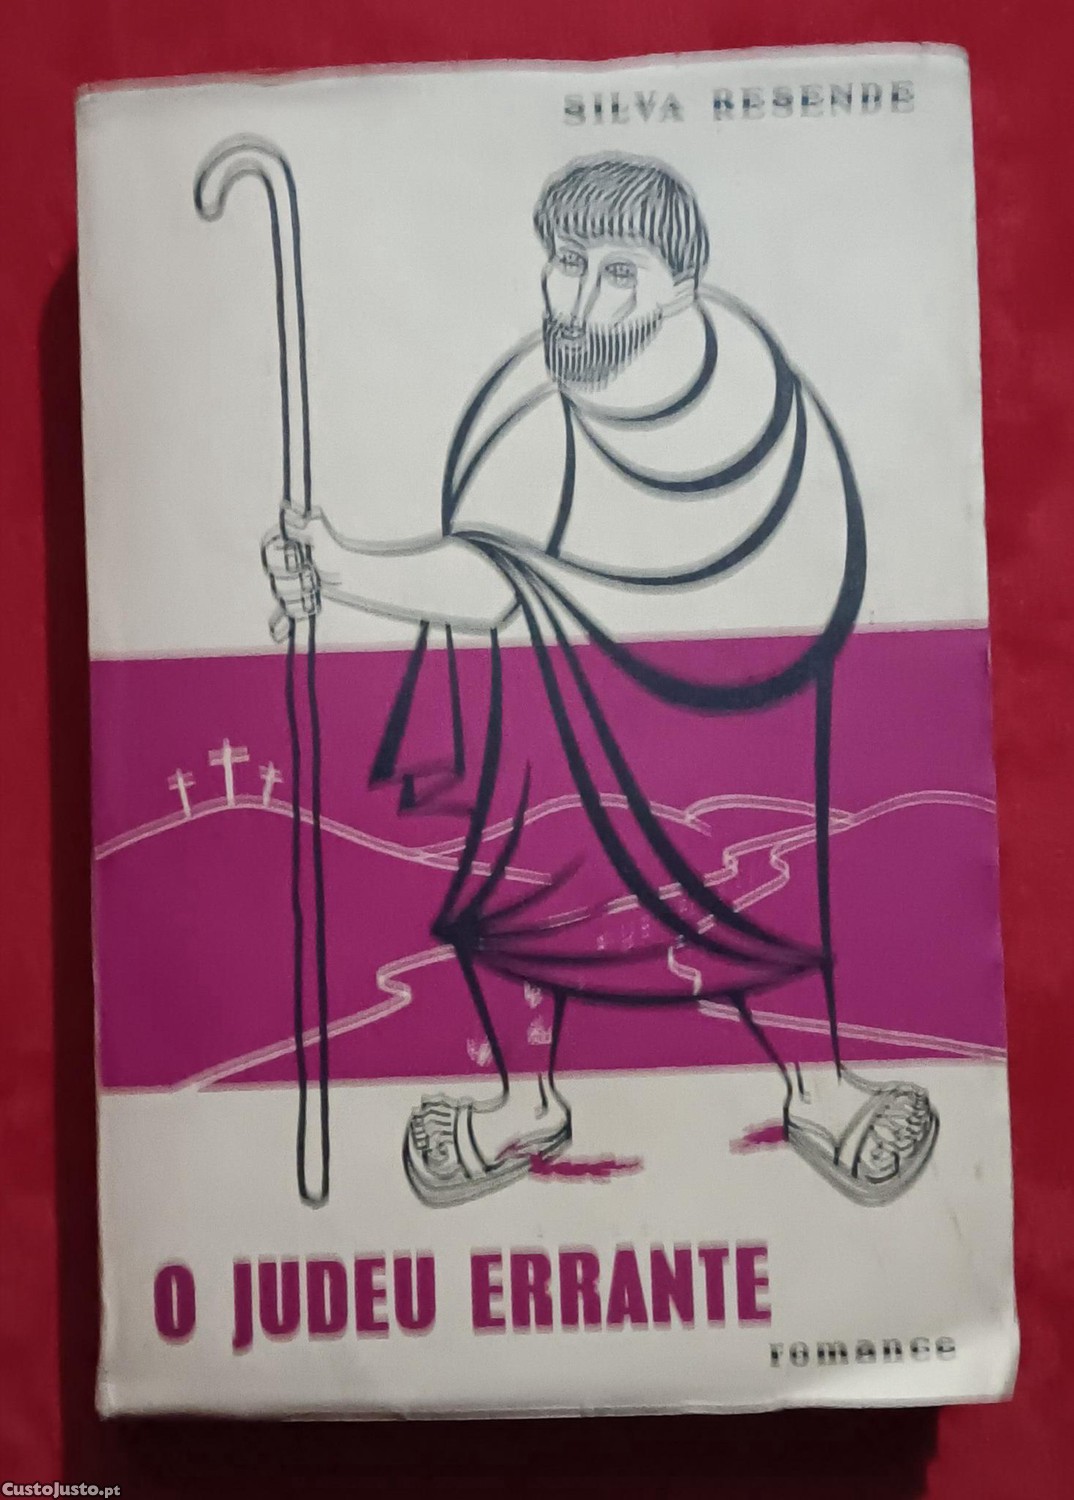 SILVA RESENDE
O JUDEU ERRANTE
romance
CustoJusto.pt